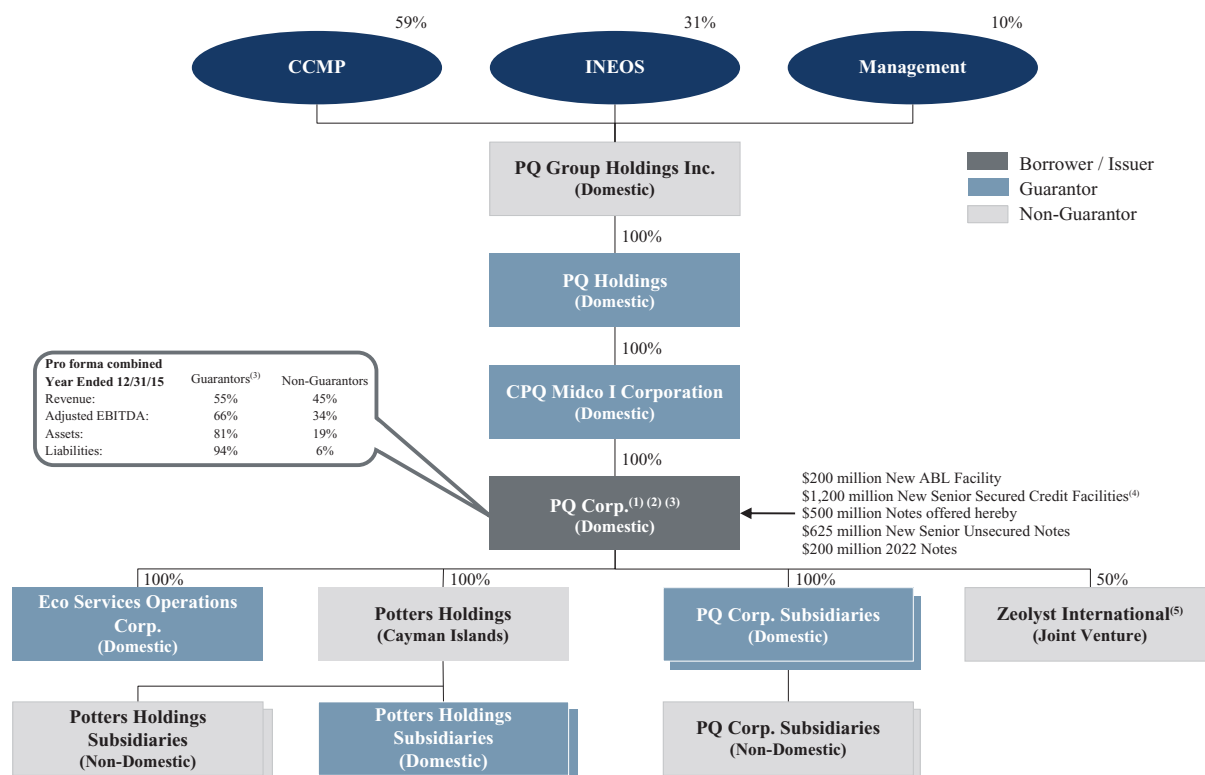 59%
31%
10%
CCMP
INEOS
Management
PQ Group Holdings Inc.
(Domestic)
Borrower / Issuer
Guarantor
Non-Guarantor
100%
PQ Holdings
(Domestic)
100%
Pro forma combined
Year Ended 12/31/15 Guarantors(3) Non-Guarantors
Revenue: 55% 45%
Adjusted EBITDA: 66% 34%
Assets: 81% 19%
Liabilities: 94% 6%
CPQ Midco I Corporation
(Domestic)
100%
PQ Corp.(1) (2) (3)
(Domestic)
$200 million New ABL Facility
$1,200 million New Senior Secured Credit Facilities(4)
$500 million Notes offered hereby
$625 million New Senior Unsecured Notes
$200 million 2022 Notes
100%
100%
100%
50%
Eco Services Operations
Corp.
(Domestic)
Potters Holdings
(Cayman Islands)
PQ Corp. Subsidiaries
(Domestic)
Zeolyst International(5)
(Joint Venture)
Potters Holdings
Subsidiaries
(Non-Domestic)
Potters Holdings
Subsidiaries
(Domestic)
PQ Corp. Subsidiaries
(Non-Domestic)